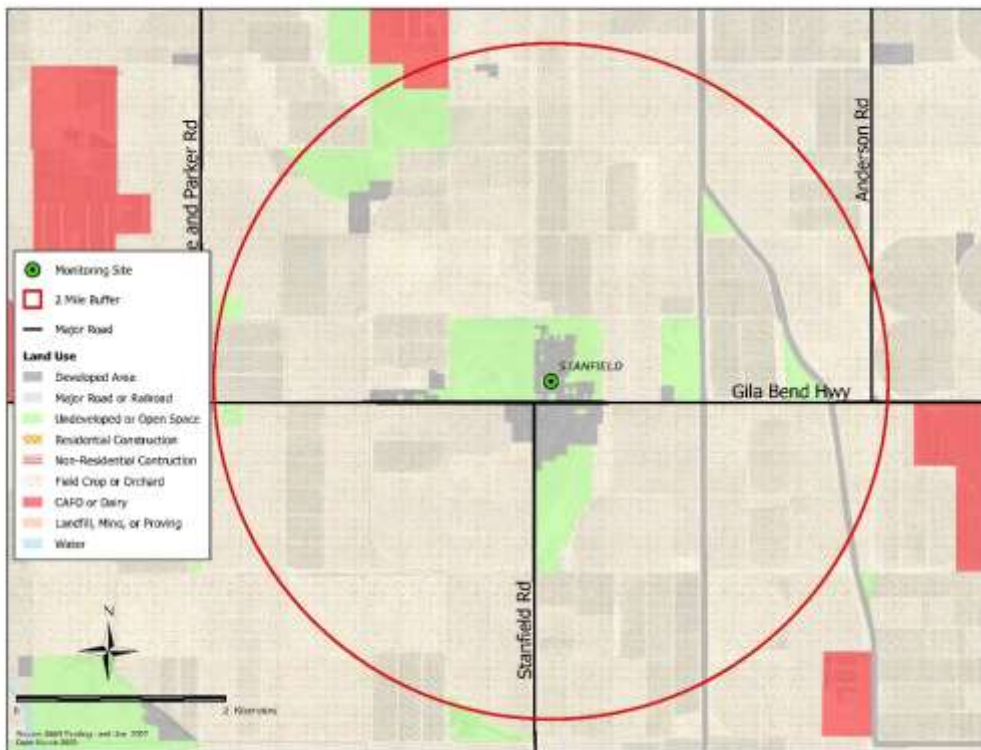 e and Parker Rd
Anderson Rd
Monitoring Site
2 Mile Buffer
Major Road
Land Use
Developed Area
Major Road or Railroad
Undeveloped or Open Space
Residential Construction
Non-Residential Contruction
Field Crop or Orchard
CAFO or Dairy
Landfill, Mine, or Proving
Water
STANFIELD
Gila Bend Hwy
Stanfield Rd
N
0
2 Kilometers